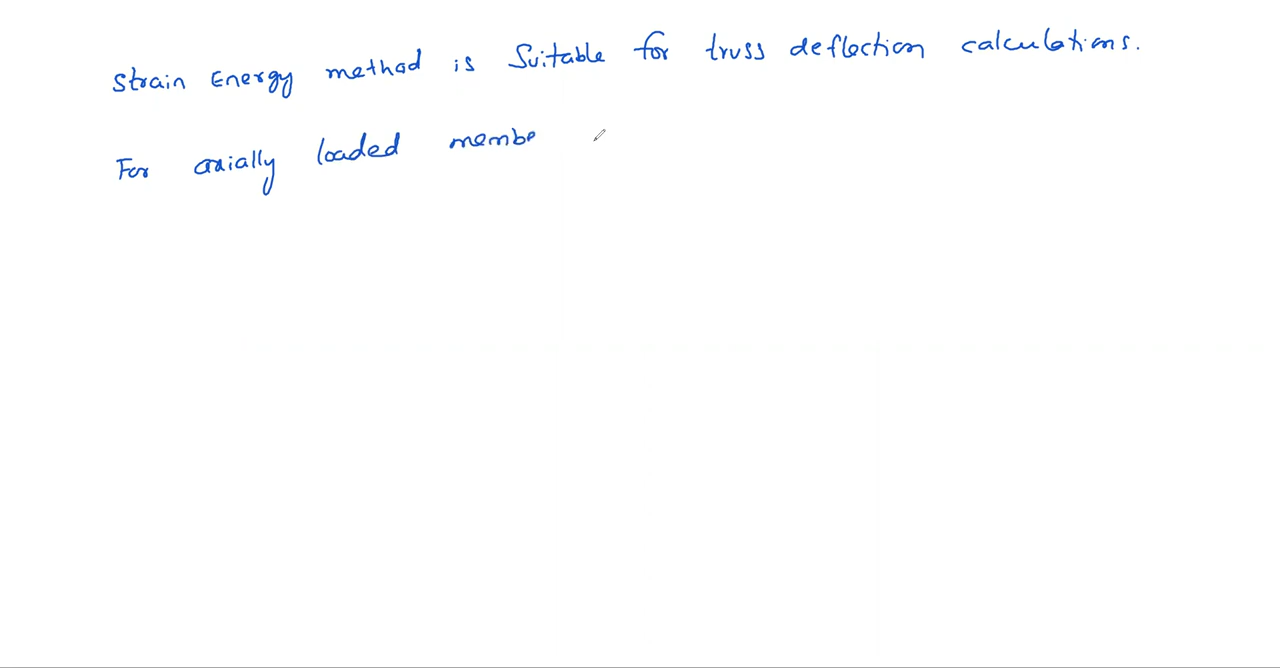 Strain Energy method is Suitable for truss deflection calculations.
For axially loaded membe